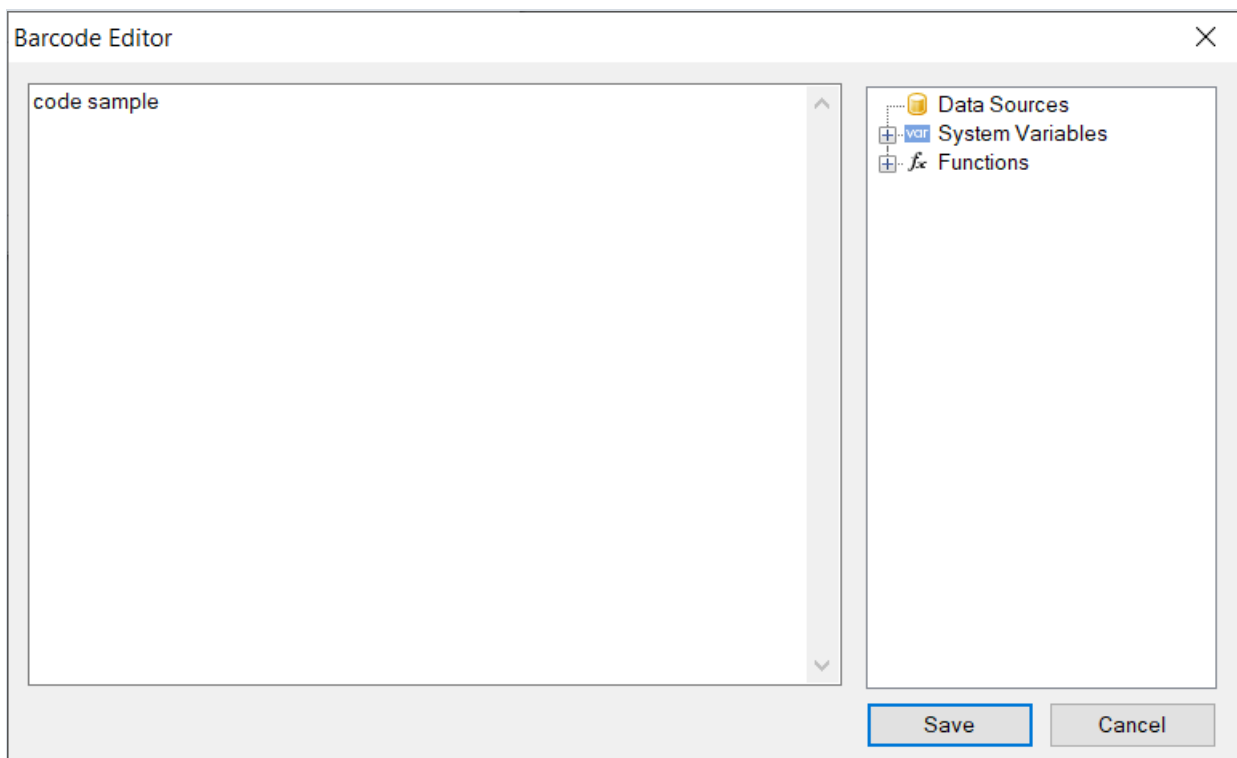 Barcode Editor
code sample
Data Sources
var System Variables
fx Functions
Save Cancel